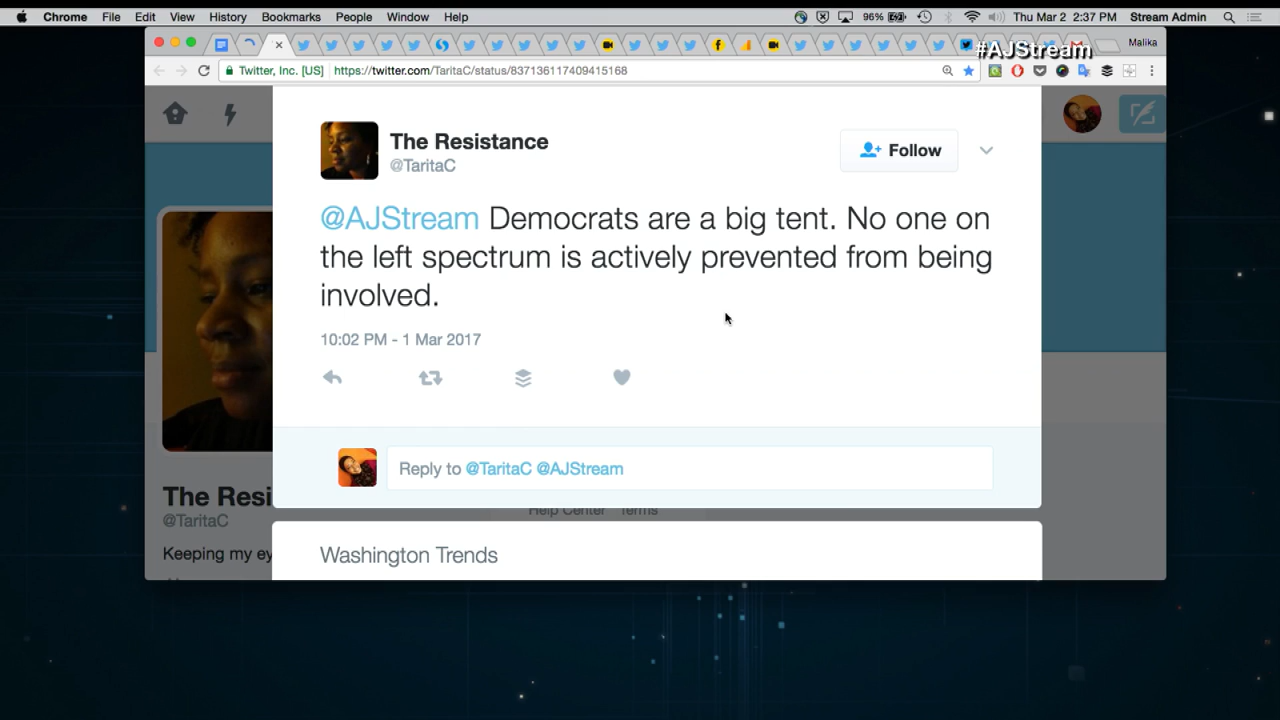 Chrome File Edit View History Bookmarks People Window Help 96% Thu Mar 2 2:37 PM Stream Admin
Malika
#AJStream
Twitter, Inc. [US] https://twitter.com/TaritaC/status/837136117409415168
The Resistance
@TaritaC
Follow
@AJStream Democrats are a big tent. No one on
the left spectrum is actively prevented from being
involved.
10:02 PM - 1 Mar 2017
Reply to @TaritaC @AJStream
The Resi
@TaritaC
Help Center Terms
Keeping my ey
Washington Trends